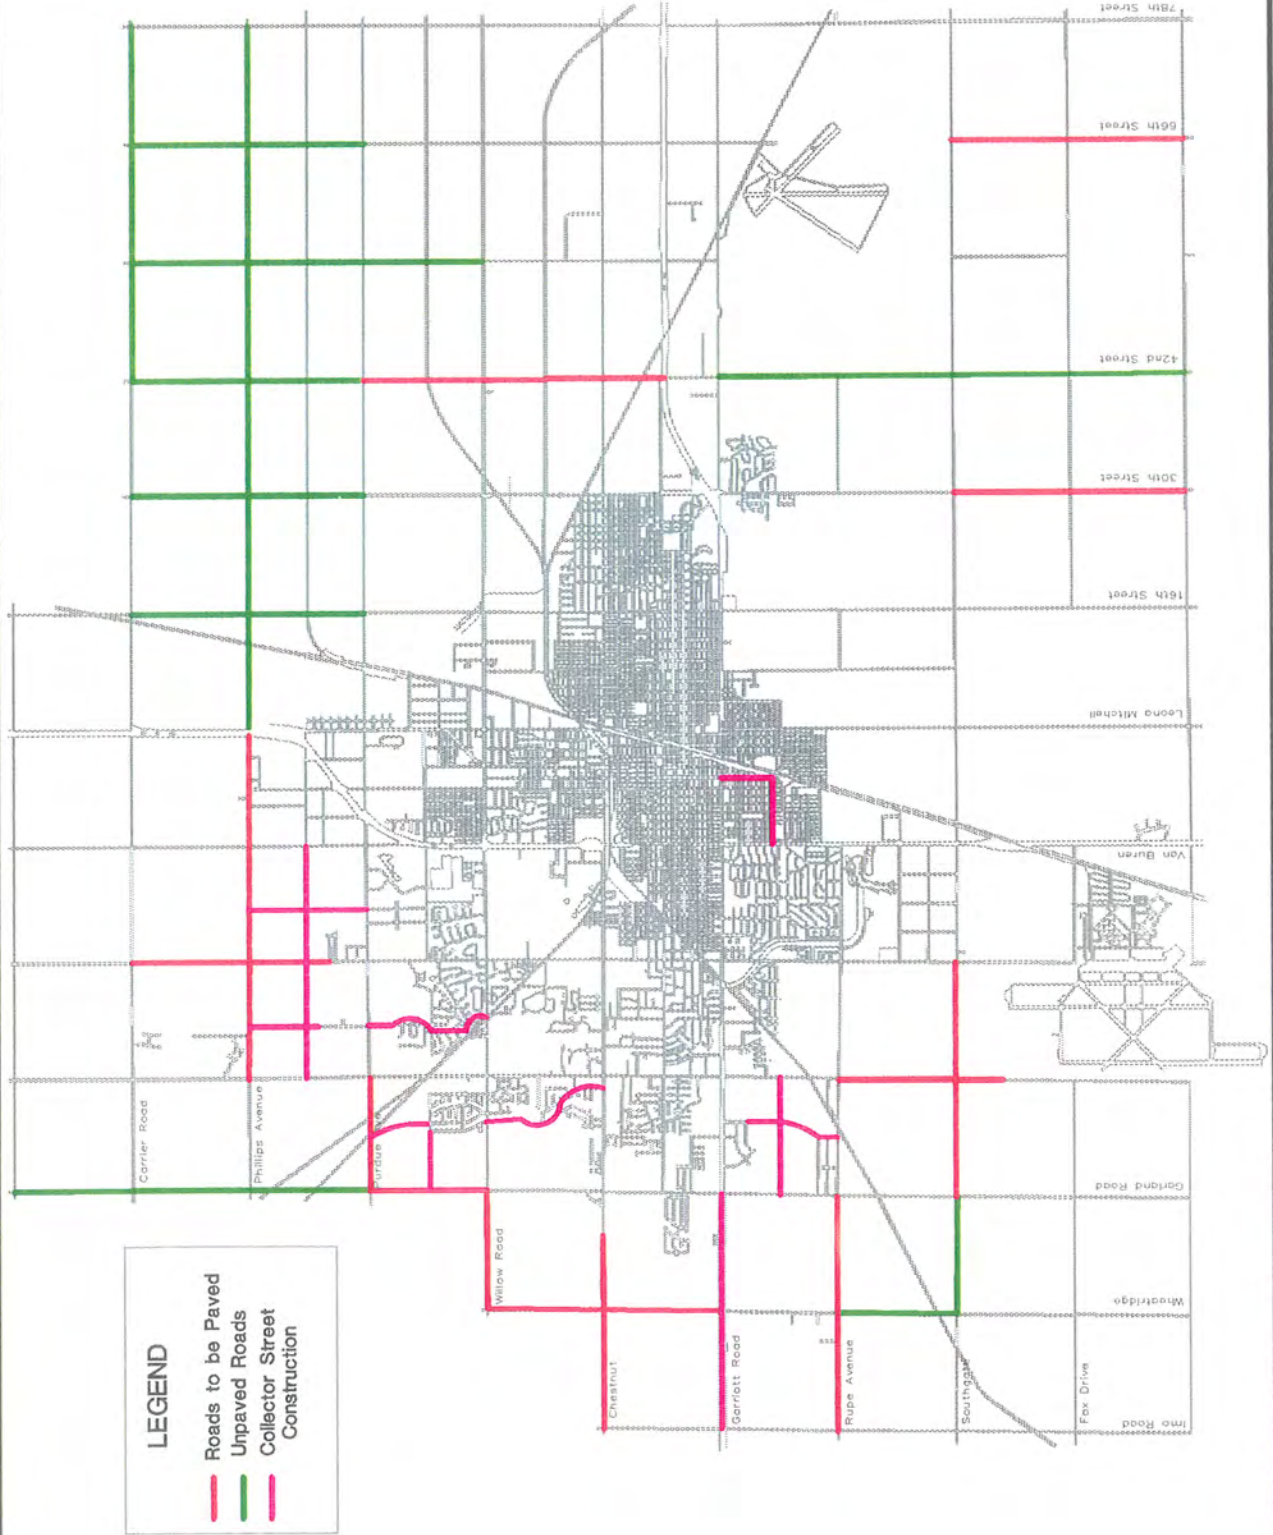 LEGEND
Roads to be Paved
Unpaved Roads
Collector Street
Construction
Carrier Road
Phillips Avenue
Willow Road
Chestnut
Garriott Road
Rupe Avenue
Southgate
Fox Drive
Imo Road
Wheatridge
Garland Road
Van Buren
Leona Mitchell
16th Street
30th Street
42nd Street
66th Street
78th Street